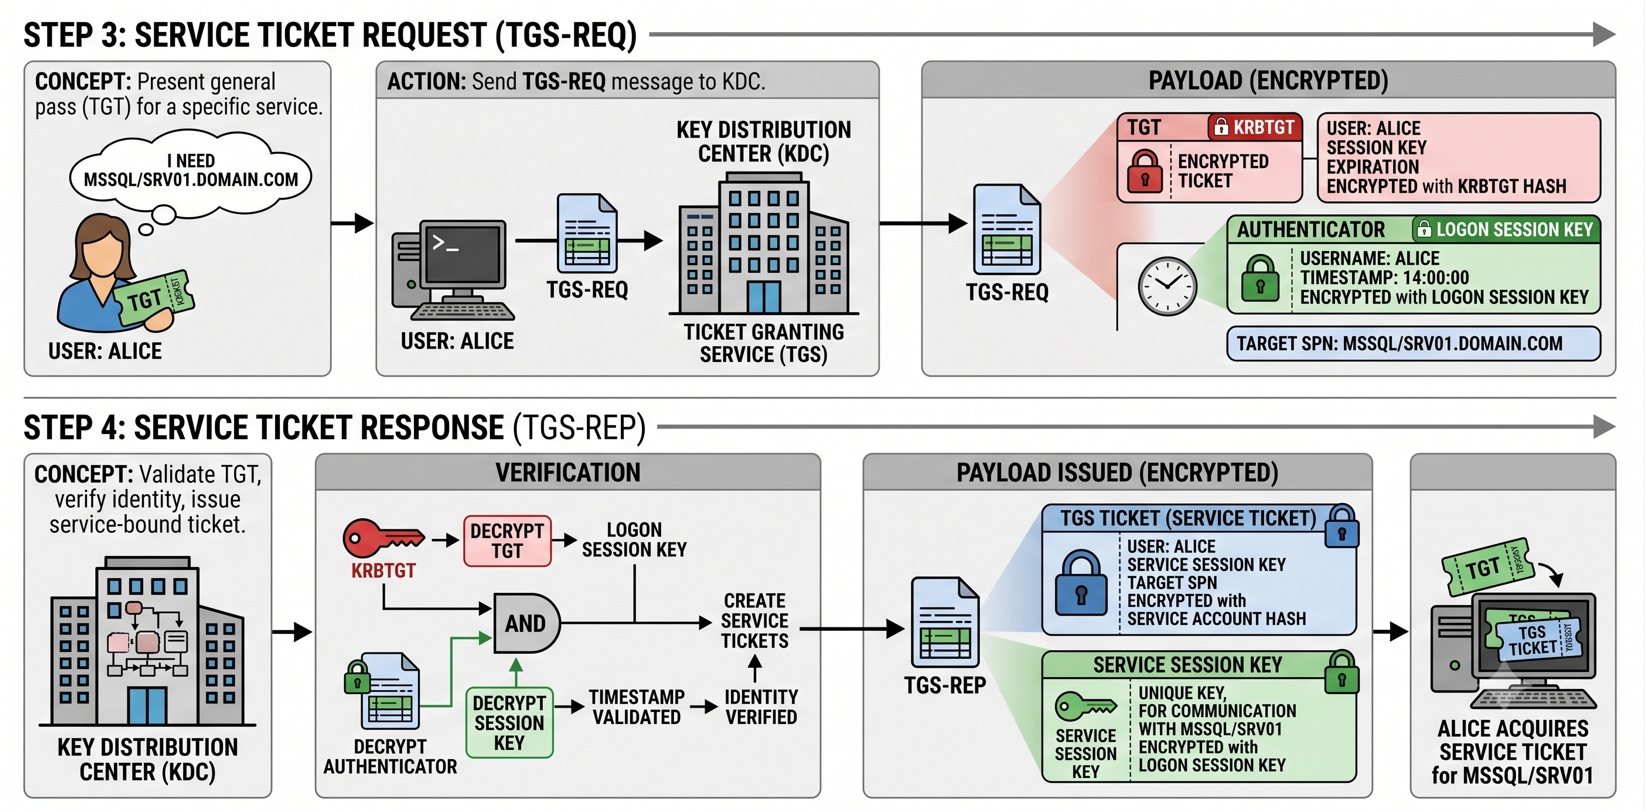 STEP 3: SERVICE TICKET REQUEST (TGS-REQ)
CONCEPT: Present general
pass (TGT) for a specific service.
I NEED
MSSQL/SRV01.DOMAIN.COM
TGT
USER: ALICE
ACTION: Send TGS-REQ message to KDC.
>_
USER: ALICE
TGS-REQ
KEY DISTRIBUTION
CENTER (KDC)
TICKET GRANTING
SERVICE (TGS)
PAYLOAD (ENCRYPTED)
TGS-REQ
TGT
KRBTGT
ENCRYPTED
TICKET
USER: ALICE
SESSION KEY
EXPIRATION
ENCRYPTED with KRBTGT HASH
AUTHENTICATOR
LOGON SESSION KEY
USERNAME: ALICE
TIMESTAMP: 14:00:00
ENCRYPTED with LOGON SESSION KEY
TARGET SPN: MSSQL/SRV01.DOMAIN.COM
STEP 4: SERVICE TICKET RESPONSE (TGS-REP)
CONCEPT: Validate TGT,
verify identity, issue
service-bound ticket.
KEY DISTRIBUTION
CENTER (KDC)
VERIFICATION
KRBTGT
DECRYPT
TGT
LOGON
SESSION KEY
AND
CREATE
SERVICE
TICKETS
DECRYPT
AUTHENTICATOR
DECRYPT
SESSION
KEY
TIMESTAMP
VALIDATED
IDENTITY
VERIFIED
PAYLOAD ISSUED (ENCRYPTED)
TGS-REP
TGS TICKET (SERVICE TICKET)
USER: ALICE
SERVICE SESSION KEY
TARGET SPN
ENCRYPTED with
SERVICE ACCOUNT HASH
SERVICE SESSION KEY
SERVICE
SESSION
KEY
UNIQUE KEY,
FOR COMMUNICATION
WITH MSSQL/SRV01
ENCRYPTED with
LOGON SESSION KEY
TGT
TGS
TICKET
ALICE ACQUIRES
SERVICE TICKET
for MSSQL/SRV01